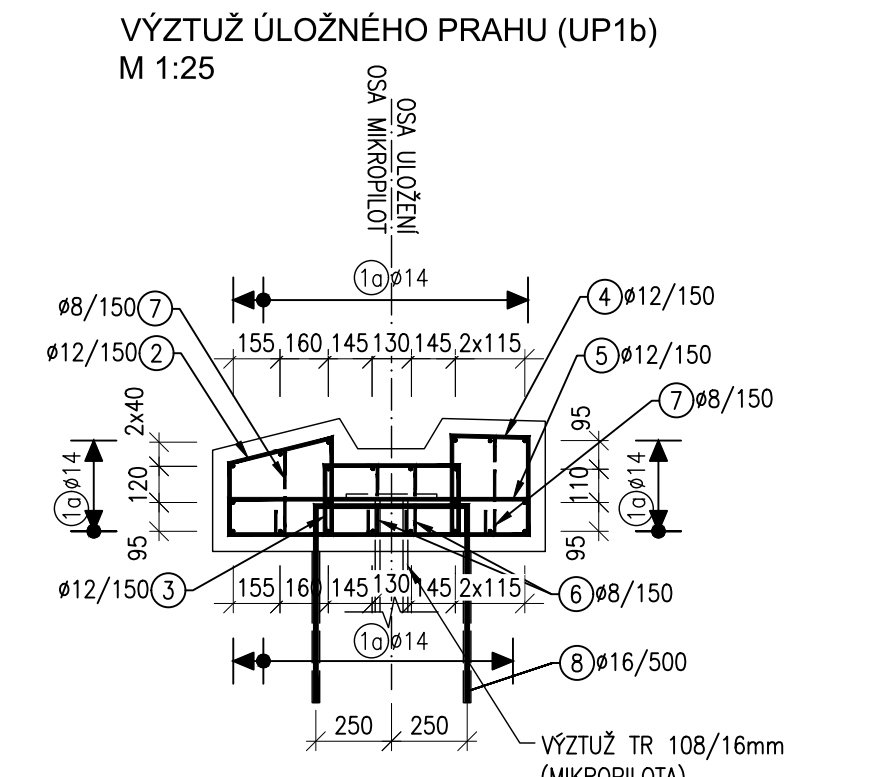 VÝZTUŽ ÚLOŽNÉHO PRAHU (UP1b)
M 1:25
OSA ULOŽENÍ
OSA MIKROPILOT
1a ø14
ø8/150 7
4 ø12/150
155 160 145 130 145 2x115
ø12/150 2
5 ø12/150
7 ø8/150
2x40
120
95
1a ø14
95
110
95
1a ø14
ø12/150 3
155 160 145 130 145 2x115
6 ø8/150
1a ø14
8 ø16/500
250 250
VÝZTUŽ TR 108/16mm
(MIKROPILOTA)